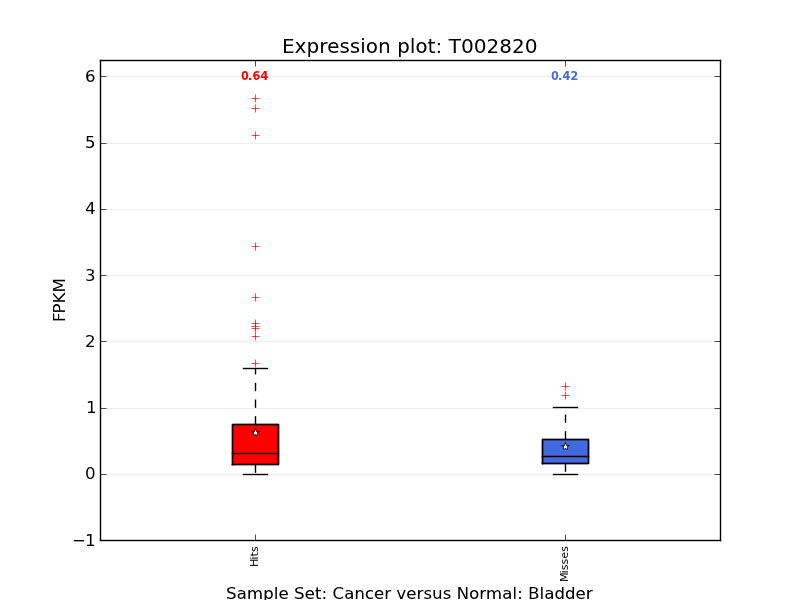 Expression plot: T002820
0.64
0.42
6
5
4
3
2
1
0
−1
FPKM
Hits
Misses
Sample Set: Cancer versus Normal: Bladder